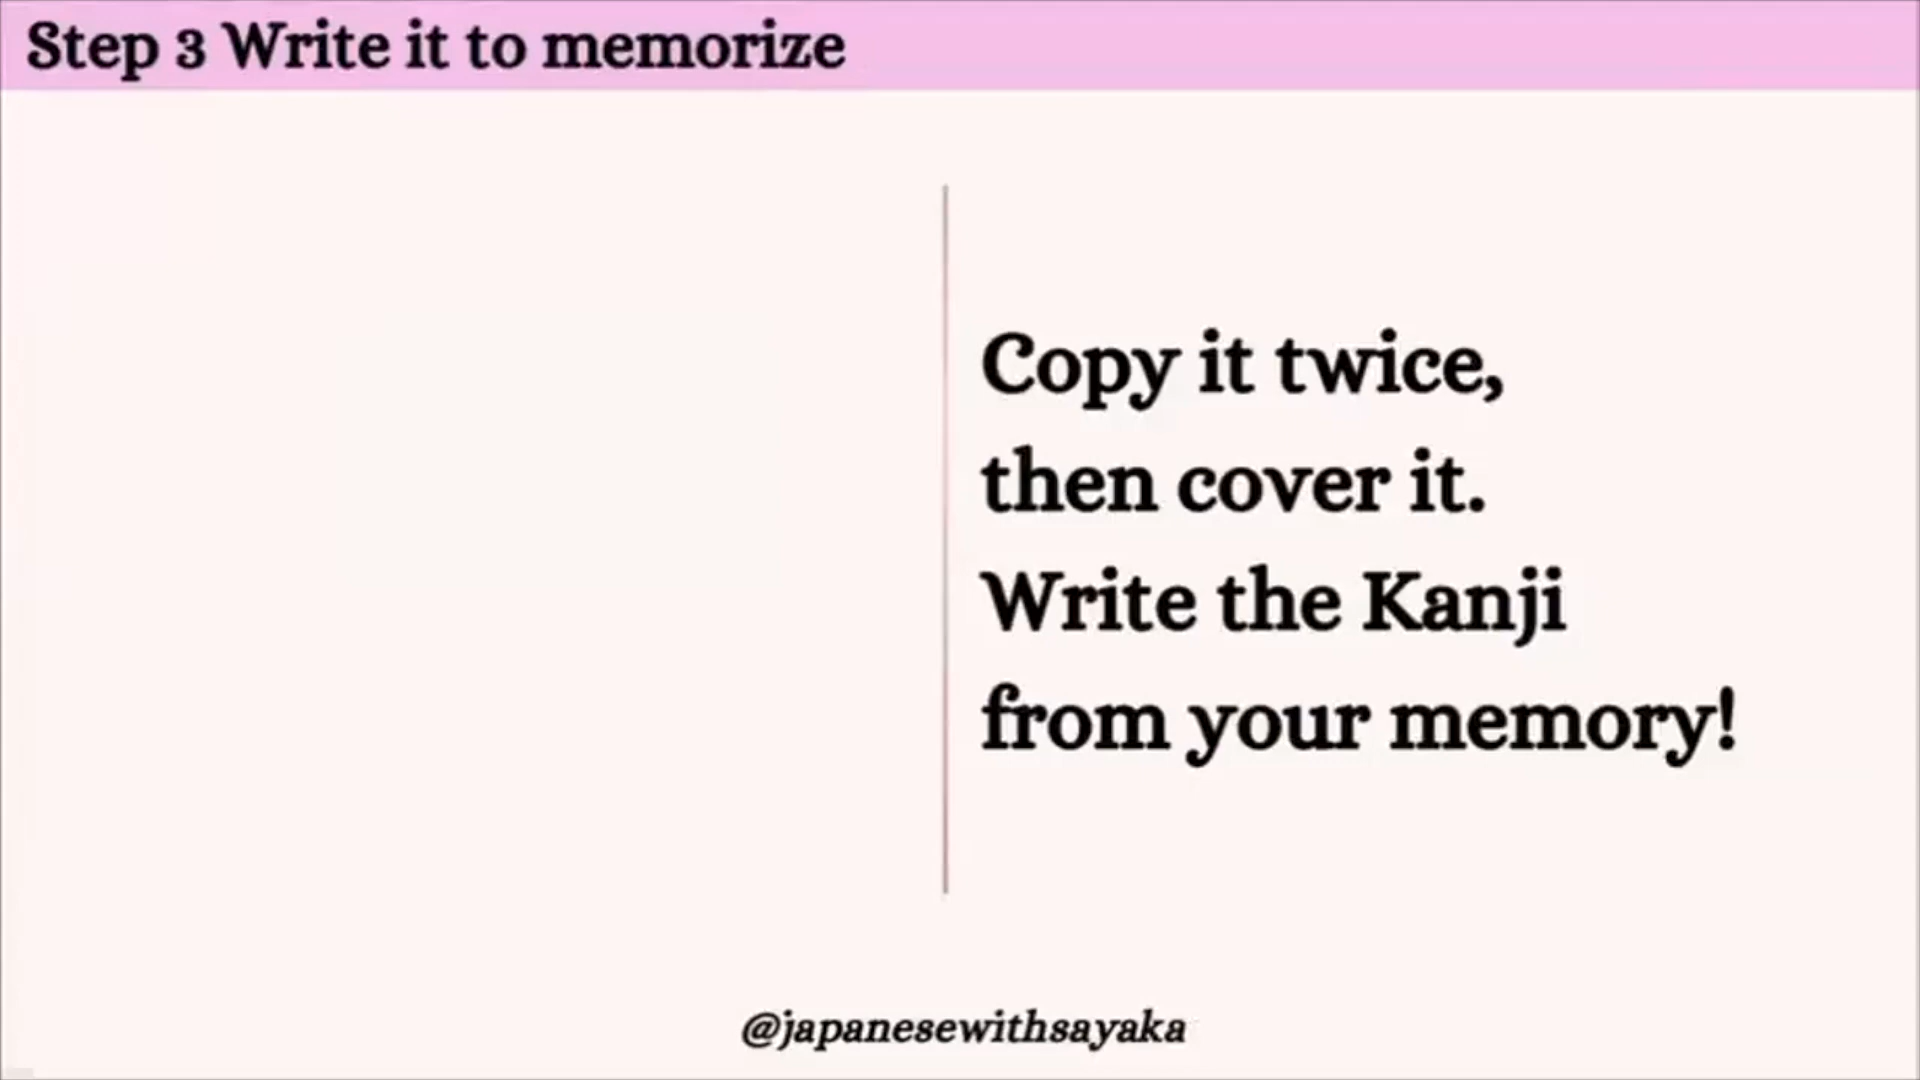 Step 3 Write it to memorize
Copy it twice,
then cover it.
Write the Kanji
from your memory!
@japanesewithsayaka